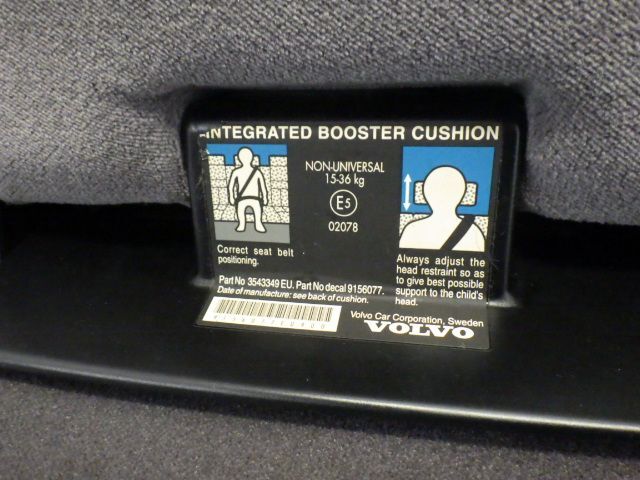 INTEGRATED BOOSTER CUSHION
NON-UNIVERSAL
15-36 kg
E5
02078
Correct seat belt
positioning.
Always adjust the
head restraint so as
to give best possible
support to the child's
head.
Part No 3543349 EU. Part No decal 9156077.
Date of manufacture: see back of cushion.
Volvo Car Corporation, Sweden
VOLVO